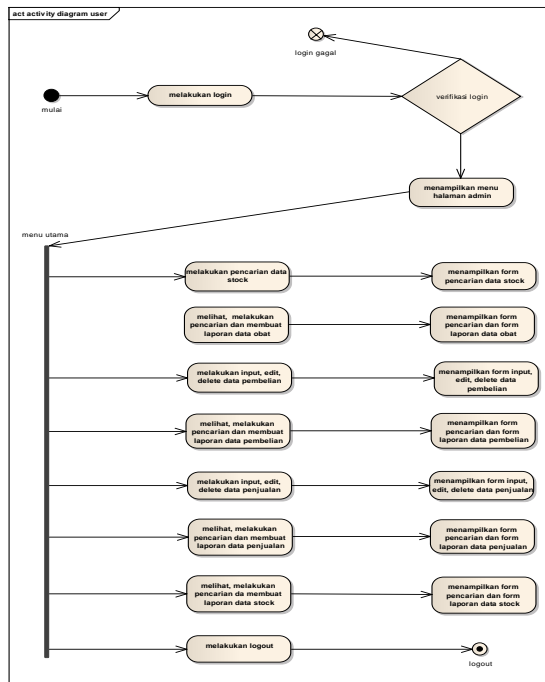 act activity diagram user
login gagal
mulai
melakukan login
verifikasi login
menampilkan menu
halaman admin
menu utama
melakukan pencarian data
stock
menampilkan form
pencarian data stock
melihat, melakukan
pencarian dan membuat
laporan data obat
menampilkan form
pencarian dan form
laporan data obat
melakukan input, edit,
delete data pembelian
menampilkan form input,
edit, delete data
pembelian
melihat, melakukan
pencarian dan membuat
laporan data pembelian
menampilkan form
pencarian dan form
laporan data pembelian
melakukan input, edit,
delete data penjualan
menampilkan form input,
edit, delete data penjualan
melihat, melakukan
pencarian dan membuat
laporan data penjualan
menampilkan form
pencarian dan form
laporan data penjualan
melihat, melakukan
pencarian da membuat
laporan data stock
menampilkan form
pencarian dan form
laporan data stock
melakukan logout
logout